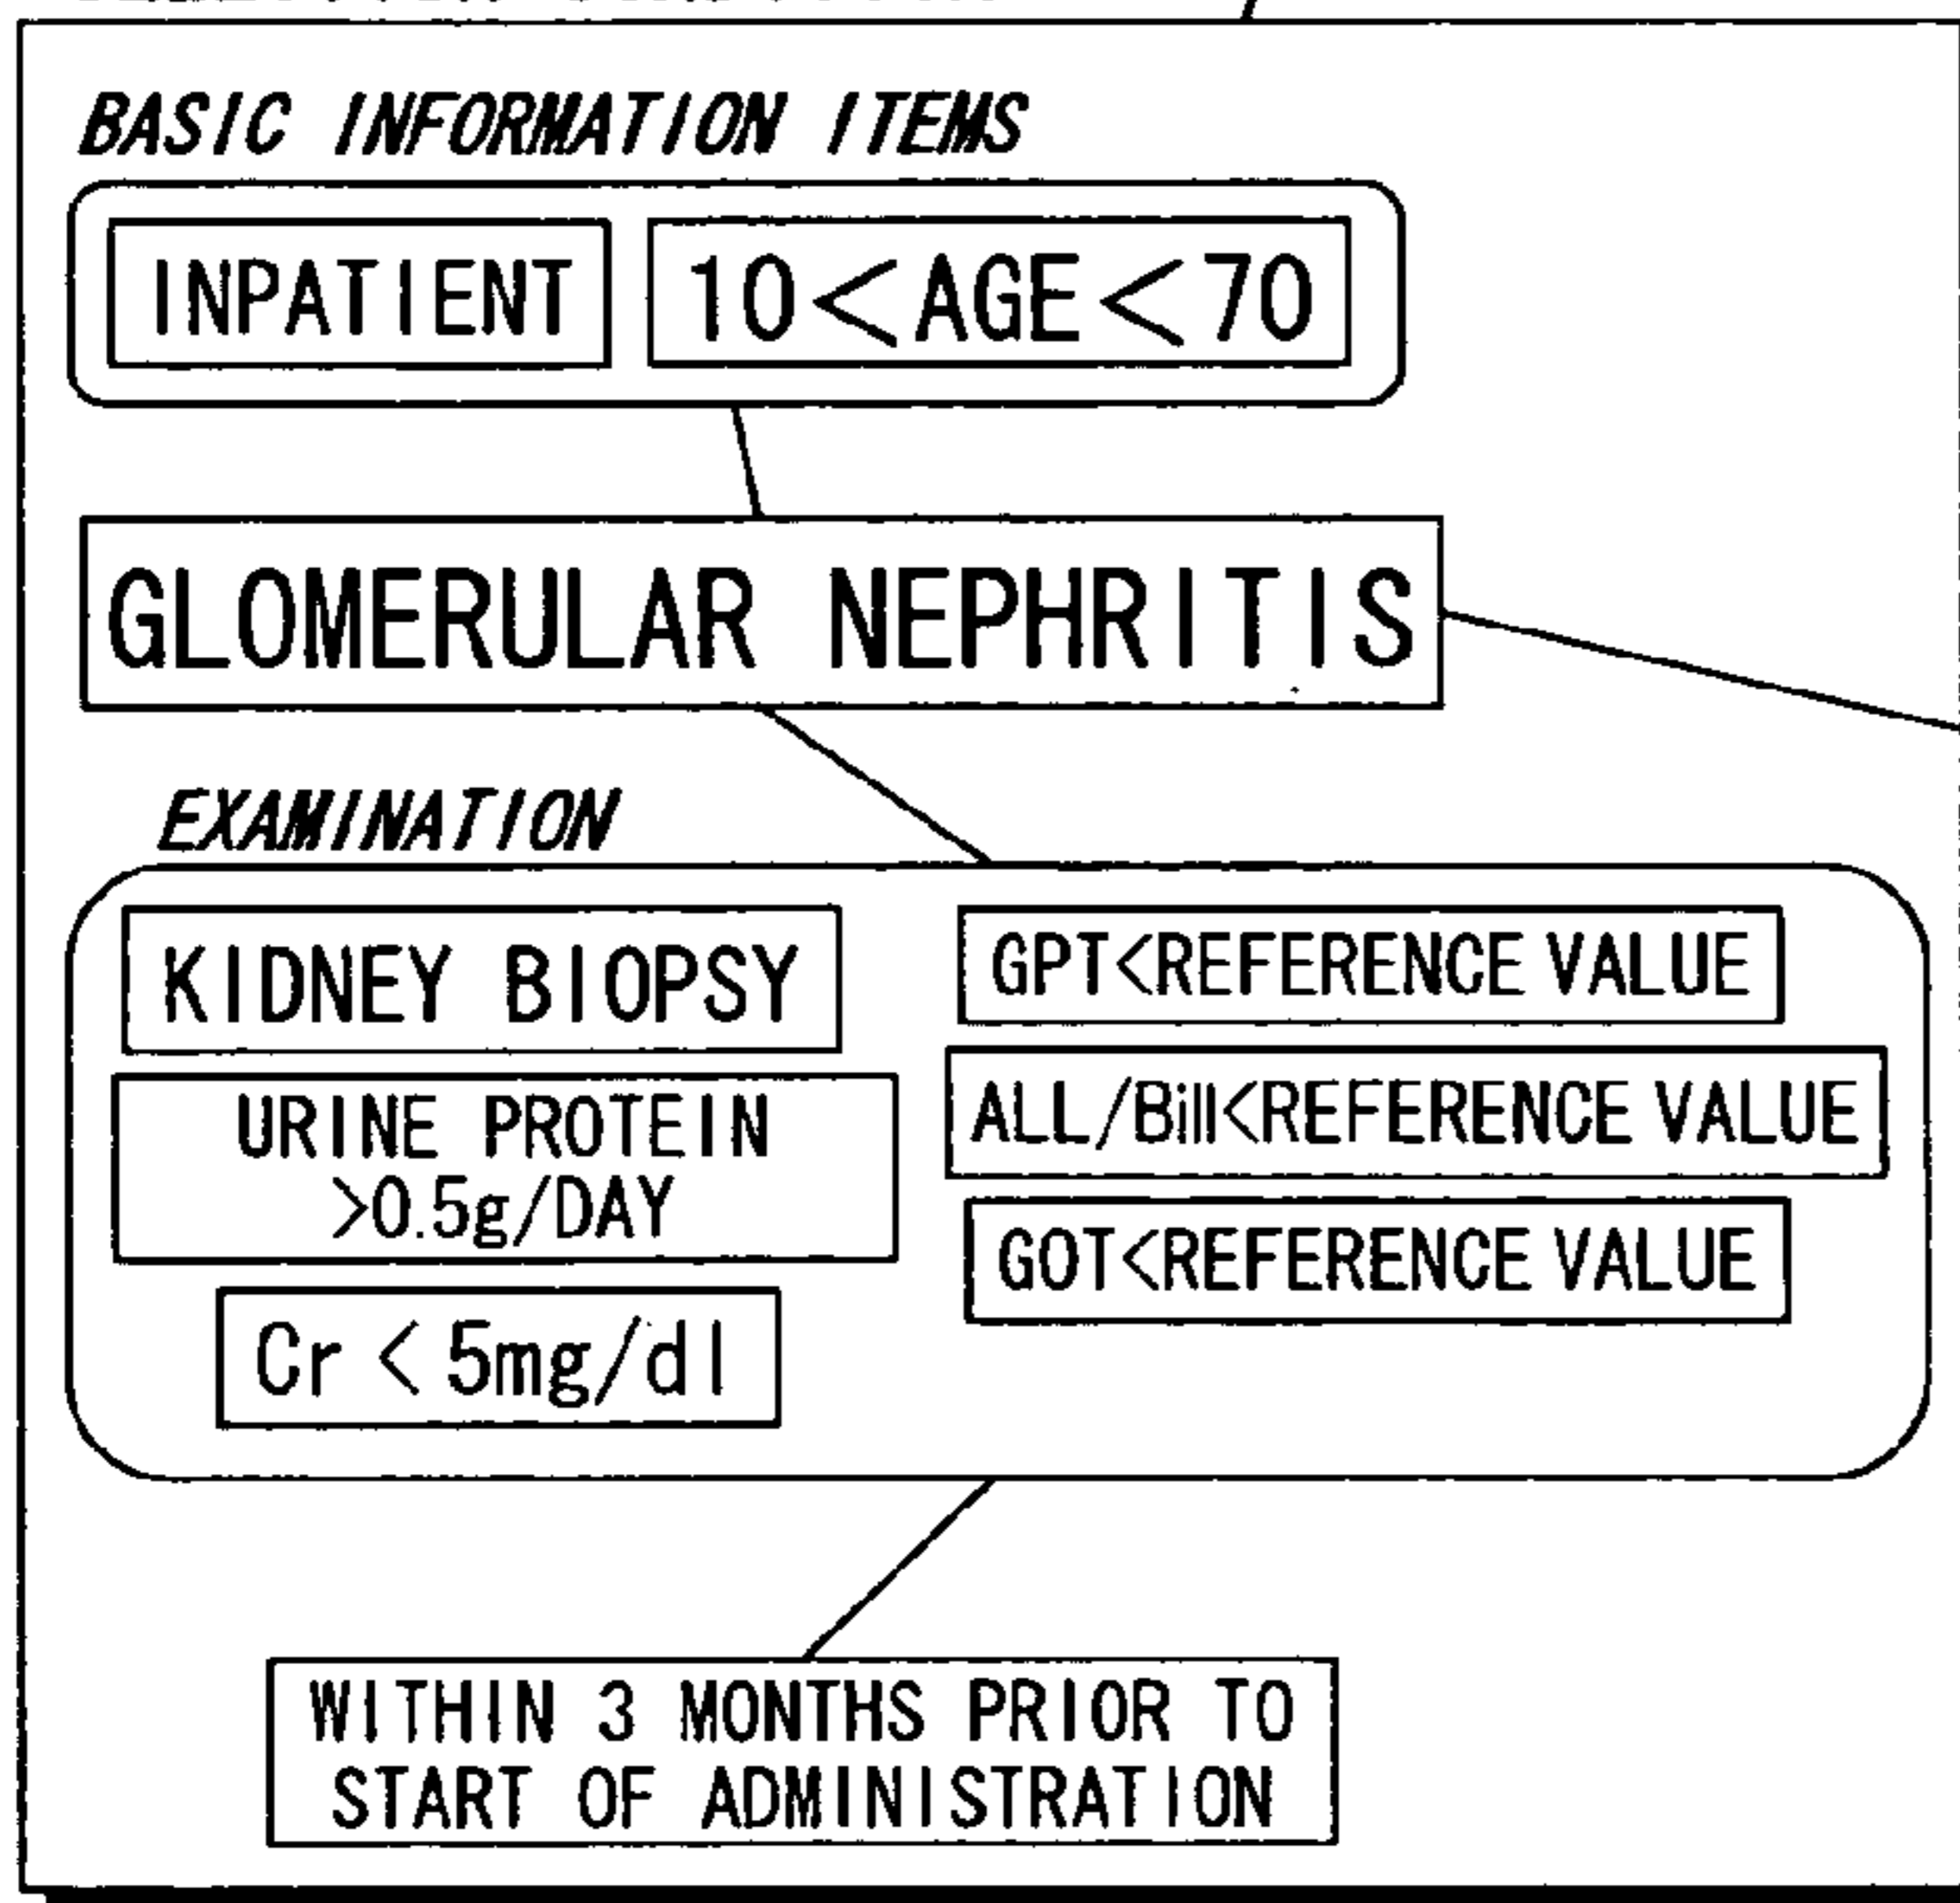 BASIC INFORMATION ITEMS
INPATIENT
10<AGE<70
GLOMERULAR NEPHRITIS
EXAMINATION
KIDNEY BIOPSY
URINE PROTEIN
>0.5g/DAY
Cr < 5mg/dl
GPT<REFERENCE VALUE
ALL/Bill<REFERENCE VALUE
GOT<REFERENCE VALUE
WITHIN 3 MONTHS PRIOR TO
START OF ADMINISTRATION